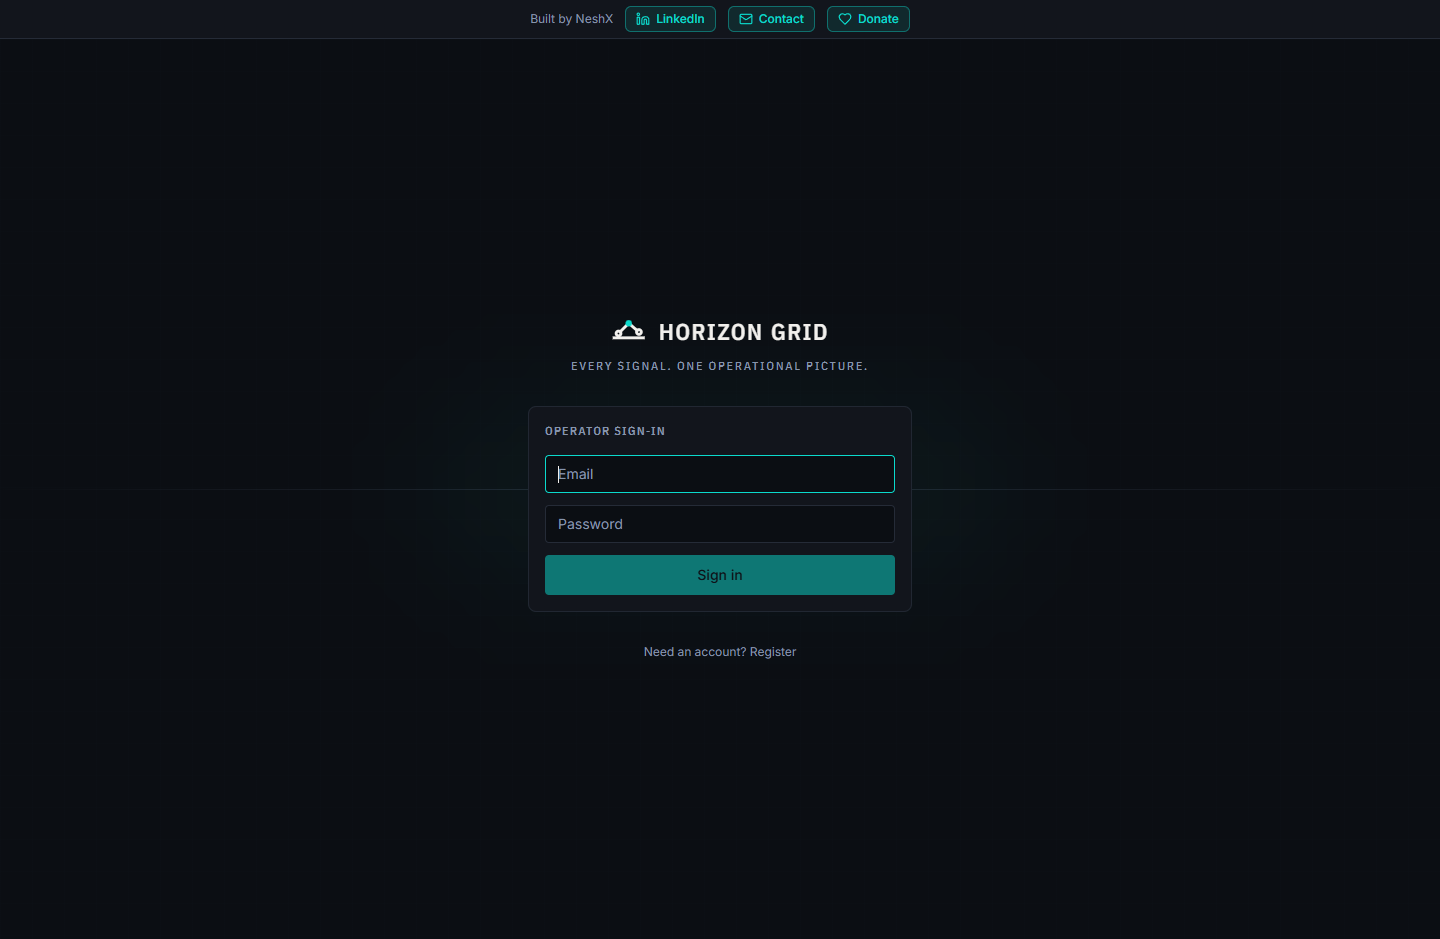 Built by NeshX LinkedIn Contact Donate
HORIZON GRID
EVERY SIGNAL. ONE OPERATIONAL PICTURE.
OPERATOR SIGN-IN
Email
Password
Sign in
Need an account? Register